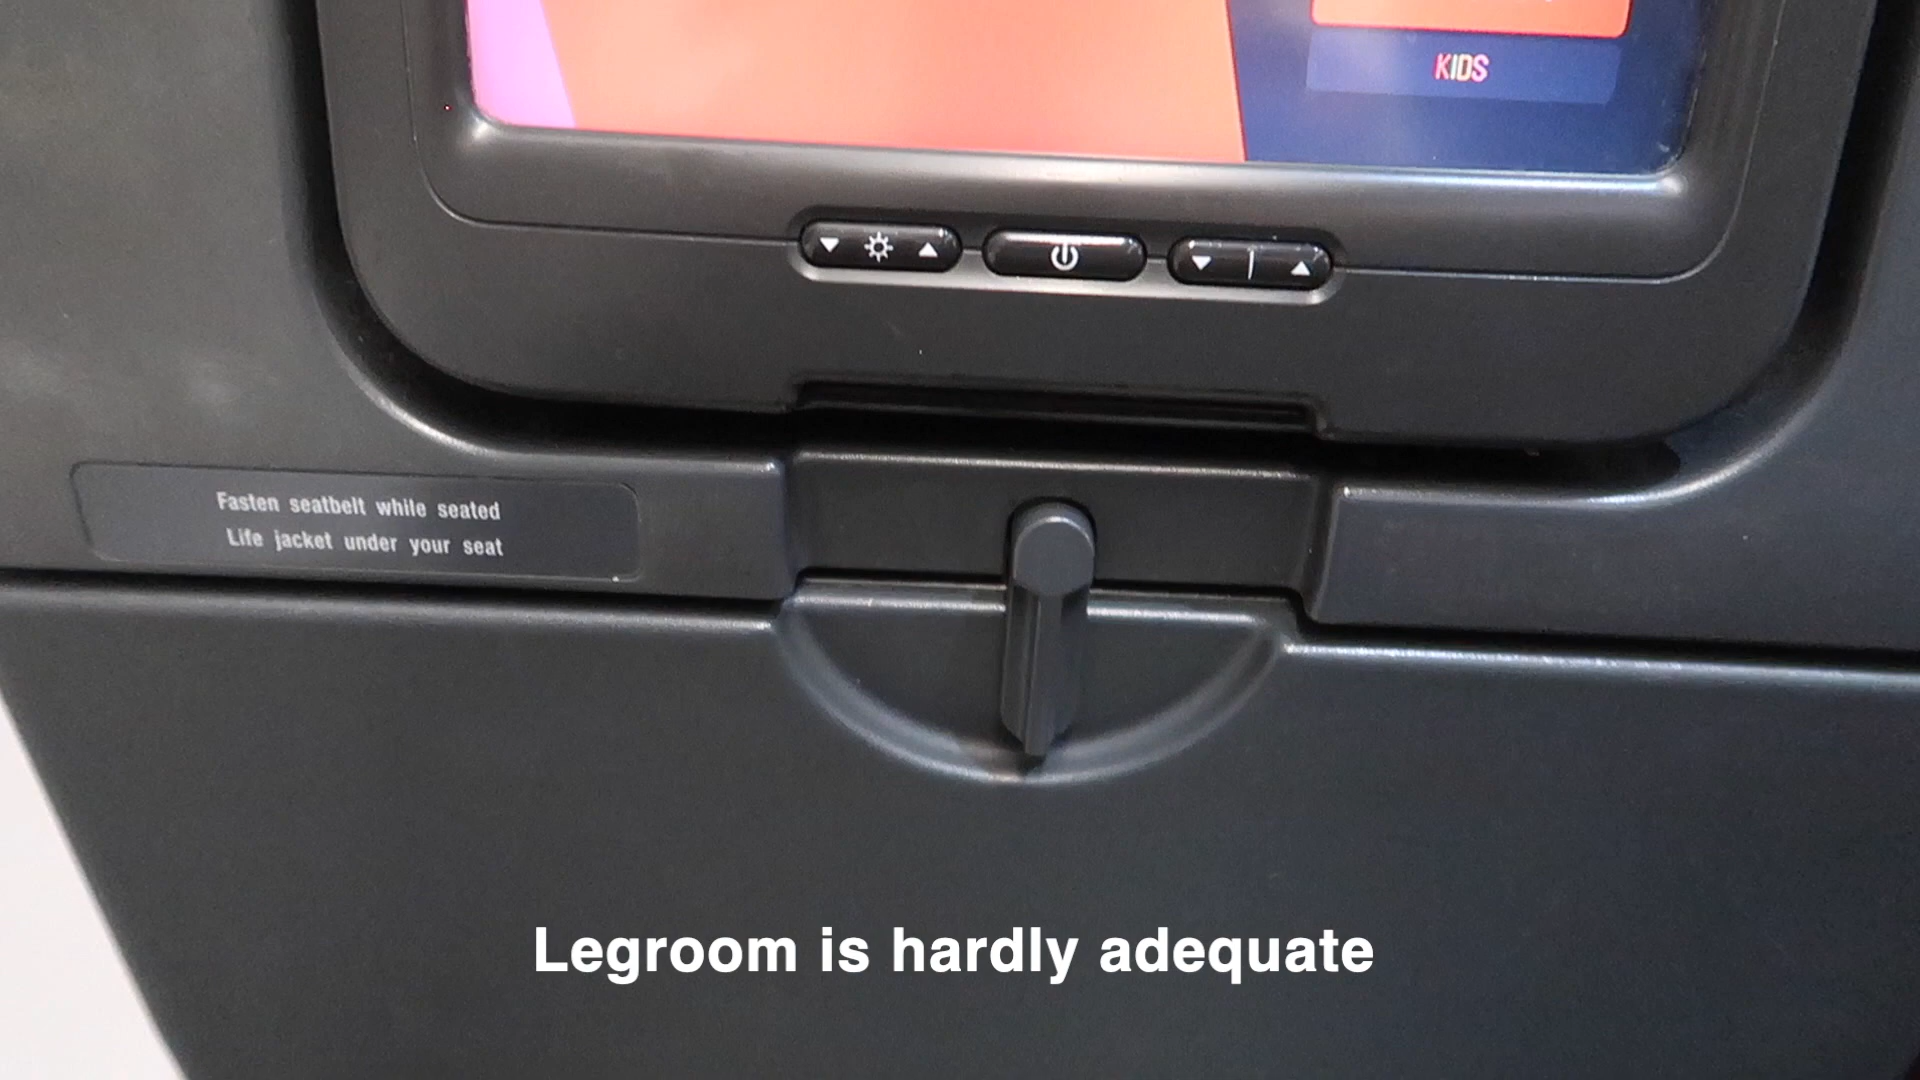 KIDS
Fasten seatbelt while seated
Life jacket under your seat
Legroom is hardly adequate